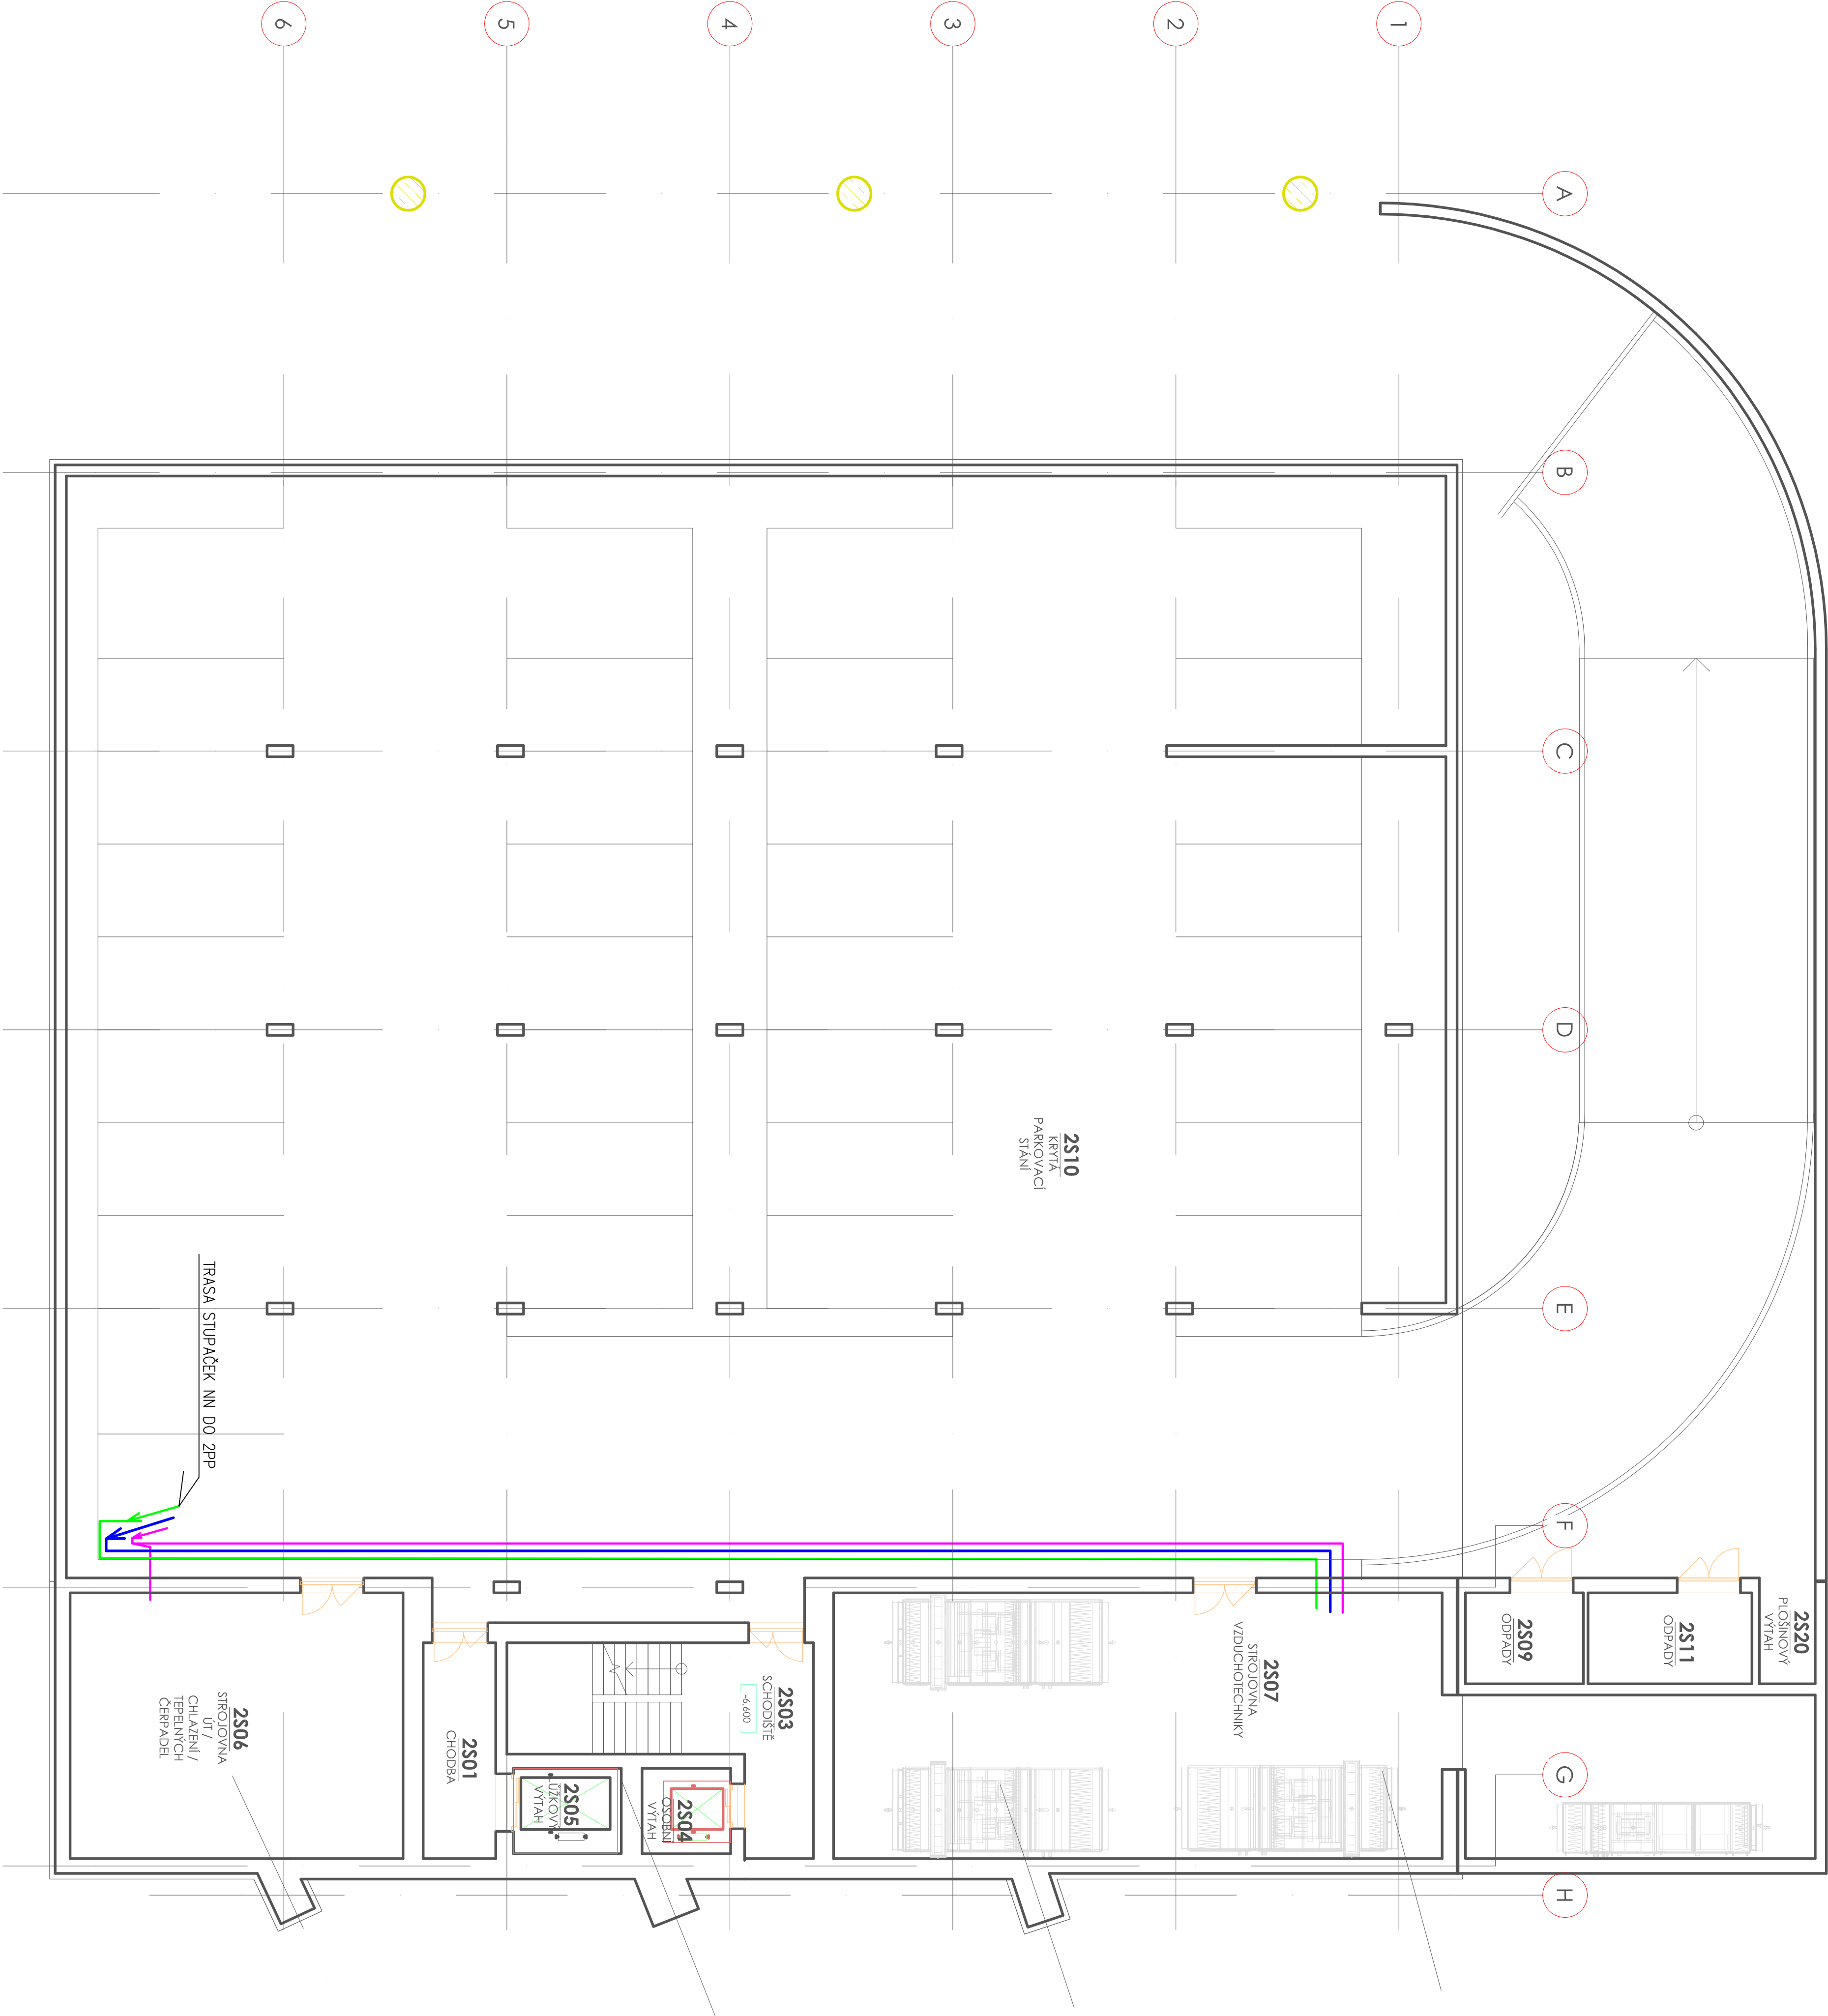 6
5
4
3
2
1
A
B
C
D
E
F
G
H
2S10
KRYTÁ
PARKOVACÍ
STÁNÍ
TRASA STUPAČEK NN DO 2PP
2S20
PLOŠINOVÝ
VÝTAH
2S11
ODPADY
2S09
ODPADY
2S07
STROJOVNA
VZDUCHOTECHNIKY
2S03
SCHODIŠTĚ
-6.600
2S04
OSOBNÍ
VÝTAH
2S05
LŮŽKOVÝ
VÝTAH
2S01
CHODBA
2S06
STROJOVNA
ÚT /
CHLAZENÍ /
TEPELNÝCH
ČERPADEL